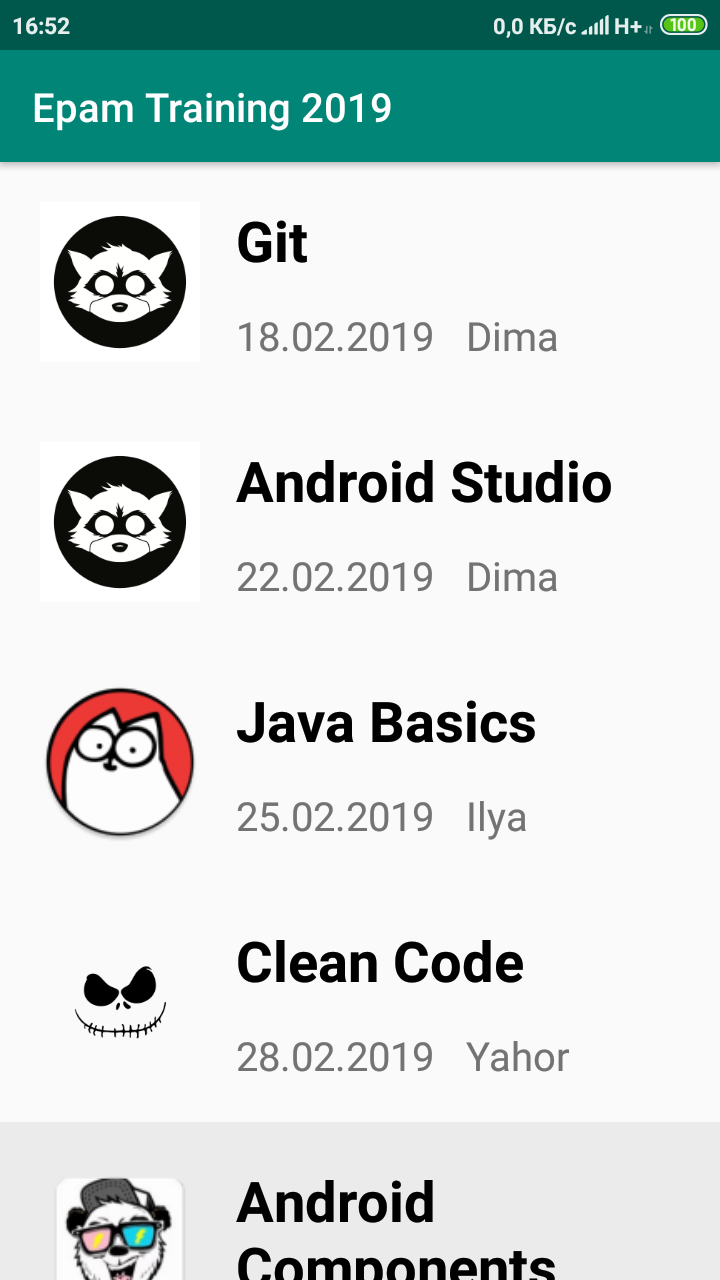 16:52 0,0 КБ/с H+ 100
Epam Training 2019
Git
18.02.2019 Dima
Android Studio
22.02.2019 Dima
Java Basics
25.02.2019 Ilya
Clean Code
28.02.2019 Yahor
Android
Components